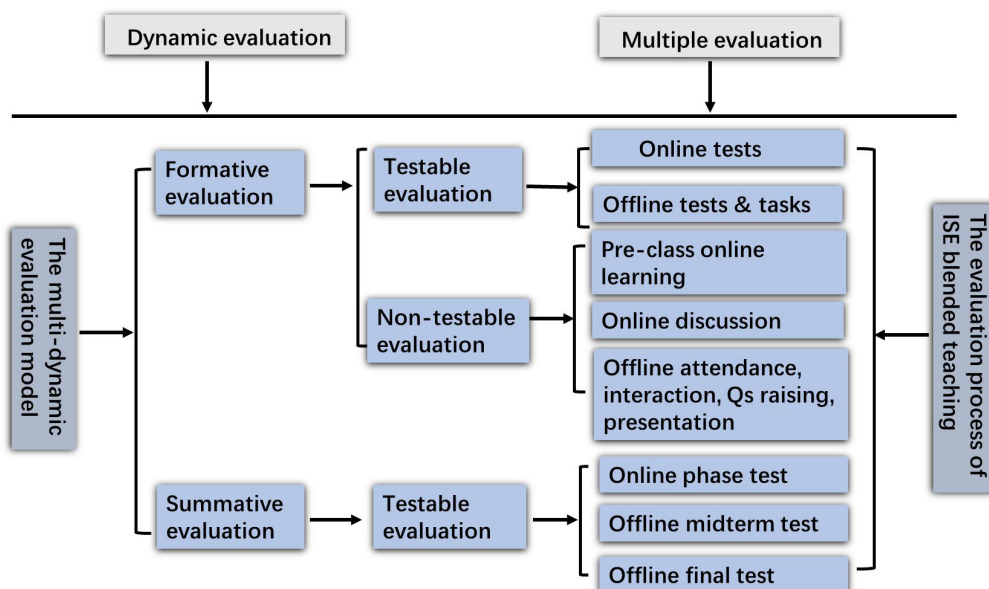 Dynamic evaluation
Multiple evaluation
The multi-dynamic
evaluation model
Formative
evaluation
Summative
evaluation
Testable
evaluation
Non-testable
evaluation
Testable
evaluation
Online tests
Offline tests & tasks
Pre-class online
learning
Online discussion
Offline attendance,
interaction, Qs raising,
presentation
Online phase test
Offline midterm test
Offline final test
The evaluation process of
ISE blended teaching